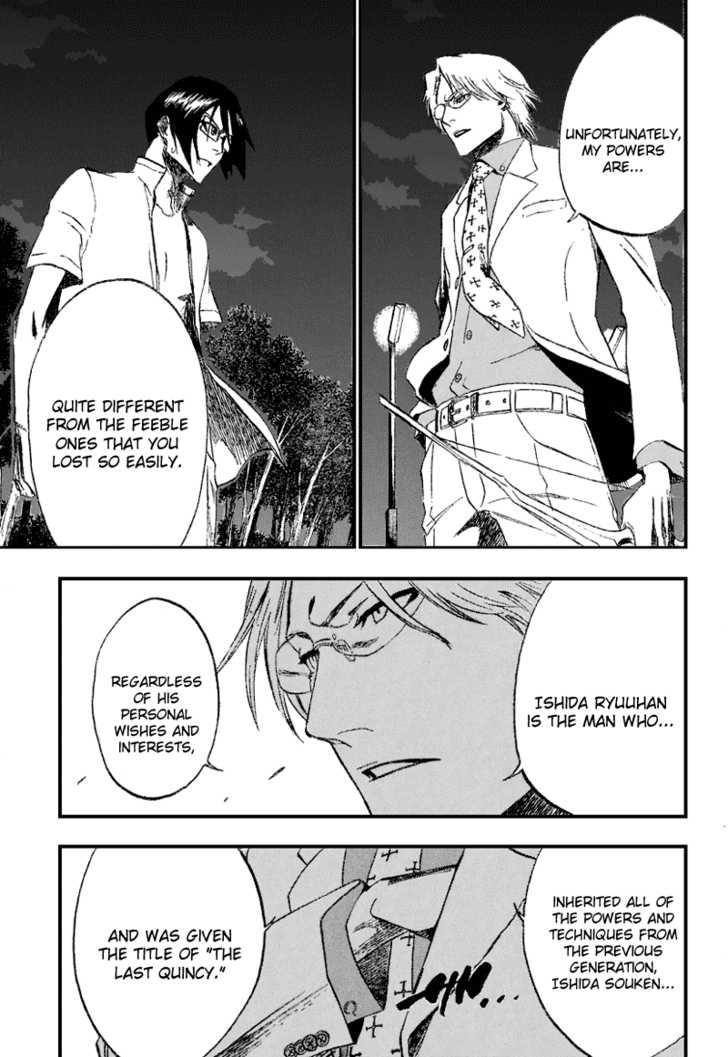 UNFORTUNATELY,
MY POWERS
ARE...
QUITE DIFFERENT
FROM THE FEEBLE
ONES THAT YOU
LOST SO EASILY.
ISHIDA RYUUHAN
IS THE MAN WHO...
REGARDLESS
OF HIS
PERSONAL
WISHES AND
INTERESTS,
INHERITED ALL OF
THE POWERS AND
TECHNIQUES FROM
THE PREVIOUS
GENERATION,
ISHIDA SOUKEN...
AND WAS GIVEN
THE TITLE OF "THE
LAST QUINCY."